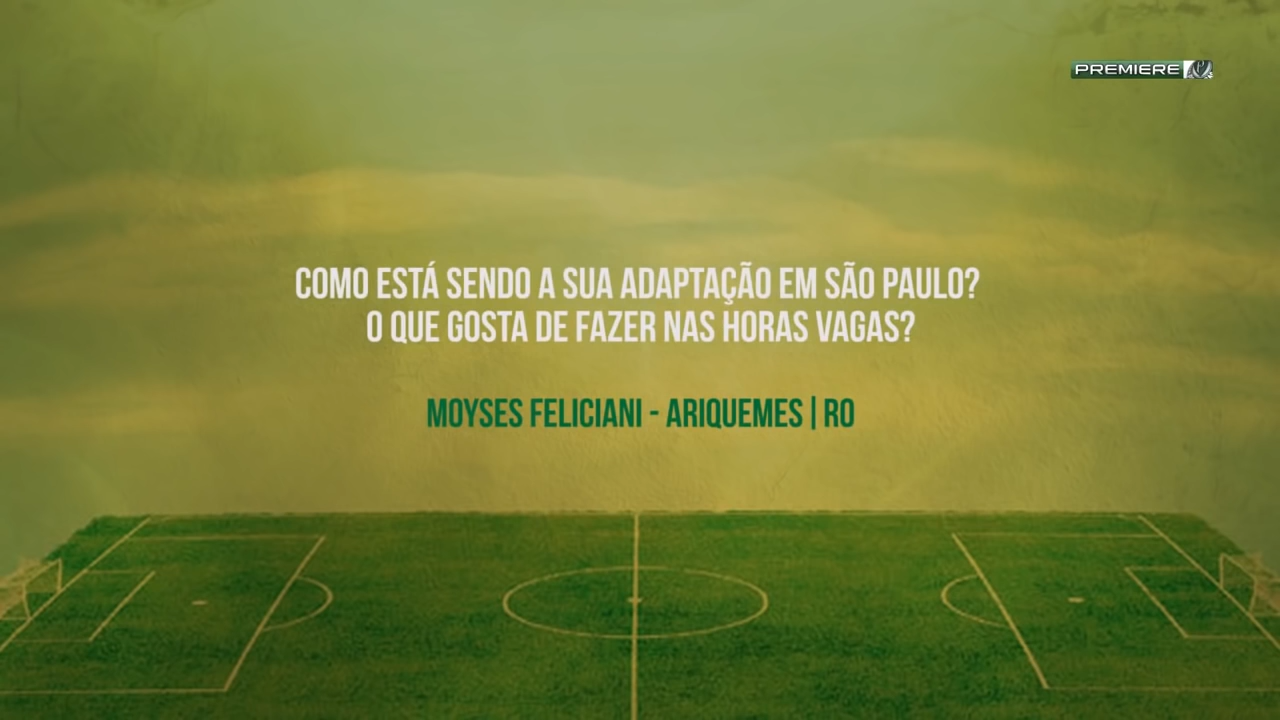 PREMIERE
COMO ESTÁ SENDO A SUA ADAPTAÇÃO EM SÃO PAULO?
O QUE GOSTA DE FAZER NAS HORAS VAGAS?
MOYSES FELICIANI - ARIQUEMES | RO